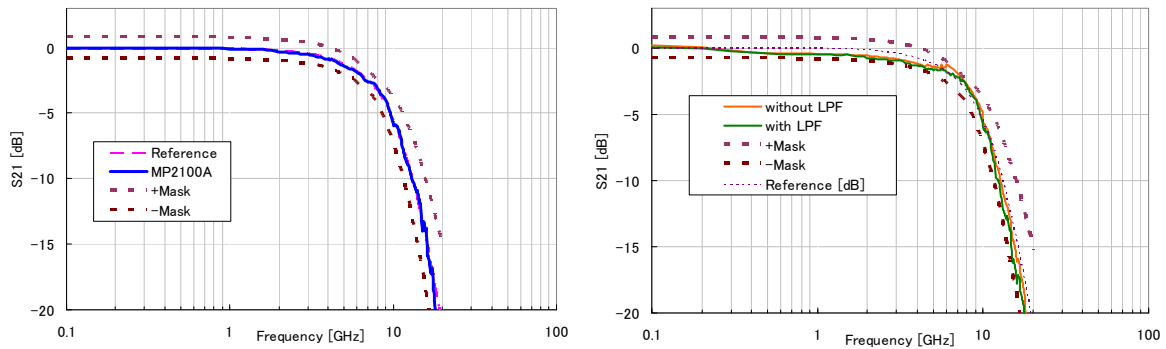 0
−5
−10
−15
−20
S21 [dB]
0.1
1
10
100
Frequency [GHz]
Reference
MP2100A
+Mask
−Mask
0
−5
−10
−15
−20
S21 [dB]
0.1
1
10
100
Frequency [GHz]
without LPF
with LPF
+Mask
−Mask
Reference [dB]